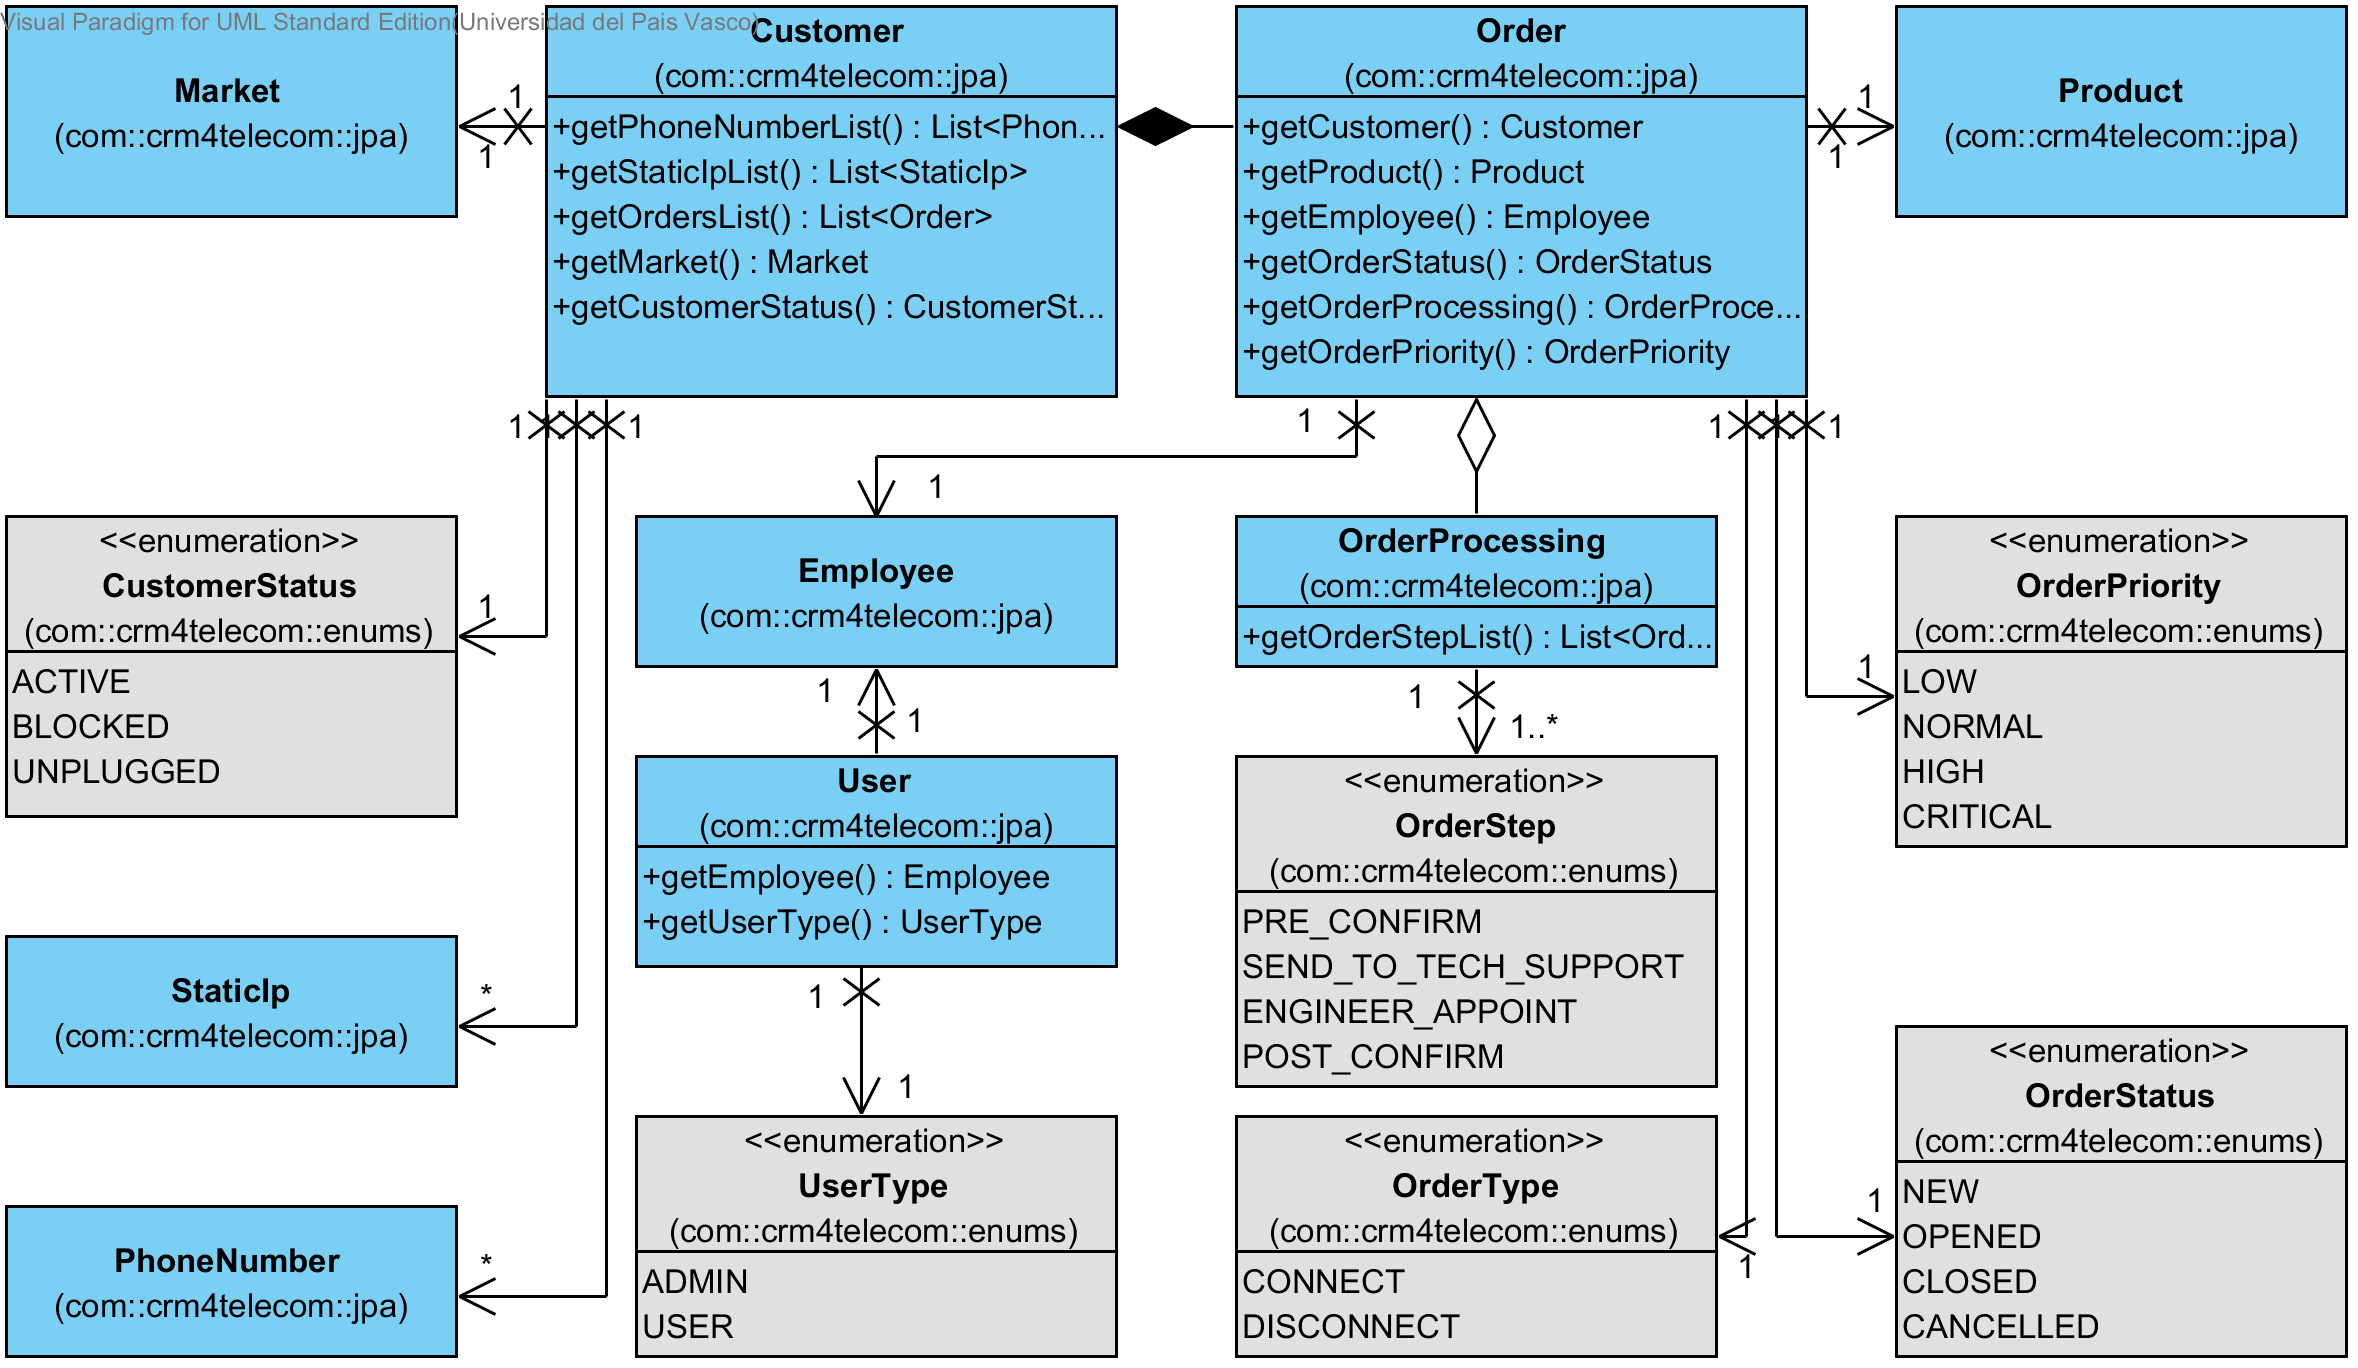 Visual Paradigm for UML Standard Edition(Universidad del Pais Vasco)
Market
(com::crm4telecom::jpa)
1
1
Customer
(com::crm4telecom::jpa)
+getPhoneNumberList() : List<Phon...
+getStaticIpList() : List<StaticIp>
+getOrdersList() : List<Order>
+getMarket() : Market
+getCustomerStatus() : CustomerSt...
Order
(com::crm4telecom::jpa)
+getCustomer() : Customer
+getProduct() : Product
+getEmployee() : Employee
+getOrderStatus() : OrderStatus
+getOrderProcessing() : OrderProce...
+getOrderPriority() : OrderPriority
1
1
Product
(com::crm4telecom::jpa)
1
1
1
1
1
1
1
1
<<enumeration>>
CustomerStatus
(com::crm4telecom::enums)
ACTIVE
BLOCKED
UNPLUGGED
1
Employee
(com::crm4telecom::jpa)
OrderProcessing
(com::crm4telecom::jpa)
+getOrderStepList() : List<Ord...
<<enumeration>>
OrderPriority
(com::crm4telecom::enums)
LOW
NORMAL
HIGH
CRITICAL
1
1
1
1
1..*
User
(com::crm4telecom::jpa)
+getEmployee() : Employee
+getUserType() : UserType
<<enumeration>>
OrderStep
(com::crm4telecom::enums)
PRE_CONFIRM
SEND_TO_TECH_SUPPORT
ENGINEER_APPOINT
POST_CONFIRM
StaticIp
(com::crm4telecom::jpa)
*
1
1
<<enumeration>>
UserType
(com::crm4telecom::enums)
ADMIN
USER
<<enumeration>>
OrderType
(com::crm4telecom::enums)
CONNECT
DISCONNECT
1
1
<<enumeration>>
OrderStatus
(com::crm4telecom::enums)
NEW
OPENED
CLOSED
CANCELLED
PhoneNumber
(com::crm4telecom::jpa)
*